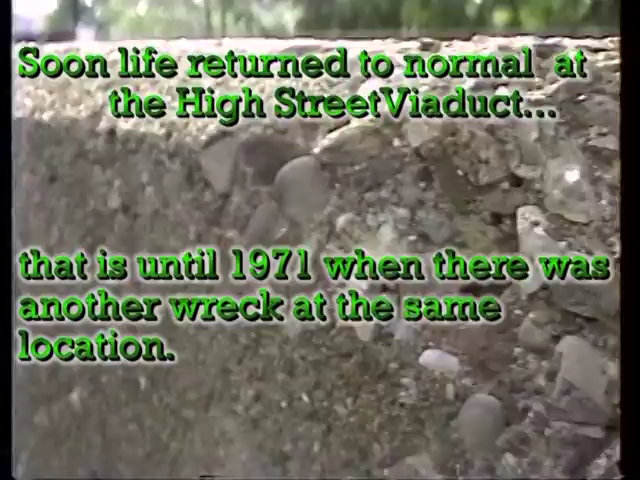 Soon life returned to normal at
the High StreetViaduct...
that is until 1971 when there was
another wreck at the same
location.